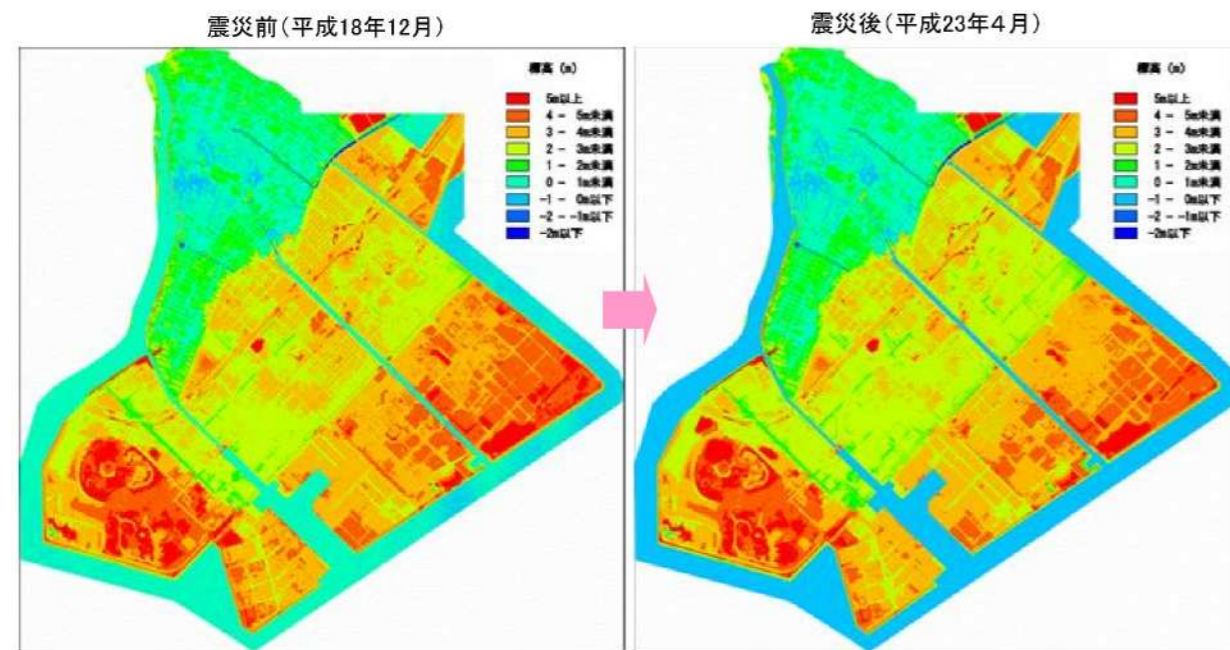 震災前(平成18年12月)
標高 (m)
5m以上
4 - 5m未満
3 - 4m未満
2 - 3m未満
1 - 2m未満
0 - 1m未満
-1 - 0m以下
-2 - -1m以下
-2m以下
震災後(平成23年4月)
標高 (m)
5m以上
4 - 5m未満
3 - 4m未満
2 - 3m未満
1 - 2m未満
0 - 1m未満
-1 - 0m以下
-2 - -1m以下
-2m以下